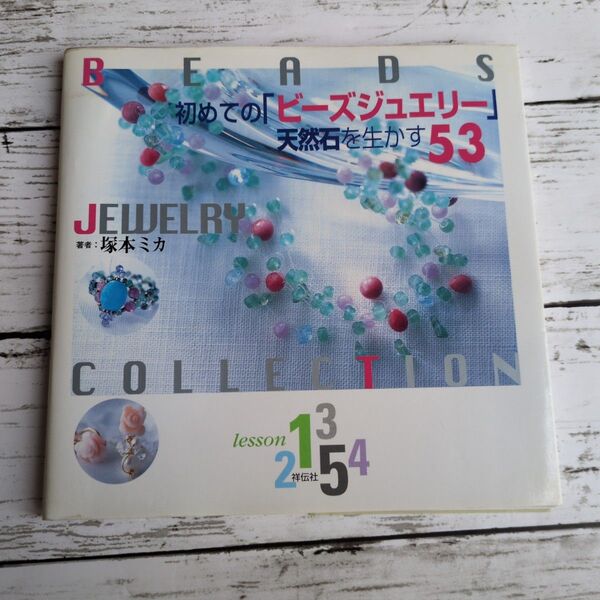 BEADS
初めての「ビーズジュエリー」
天然石を生かす53
JEWELRY
著者：塚本ミカ
COLLECTION
lesson 1 2 3 4 5
祥伝社